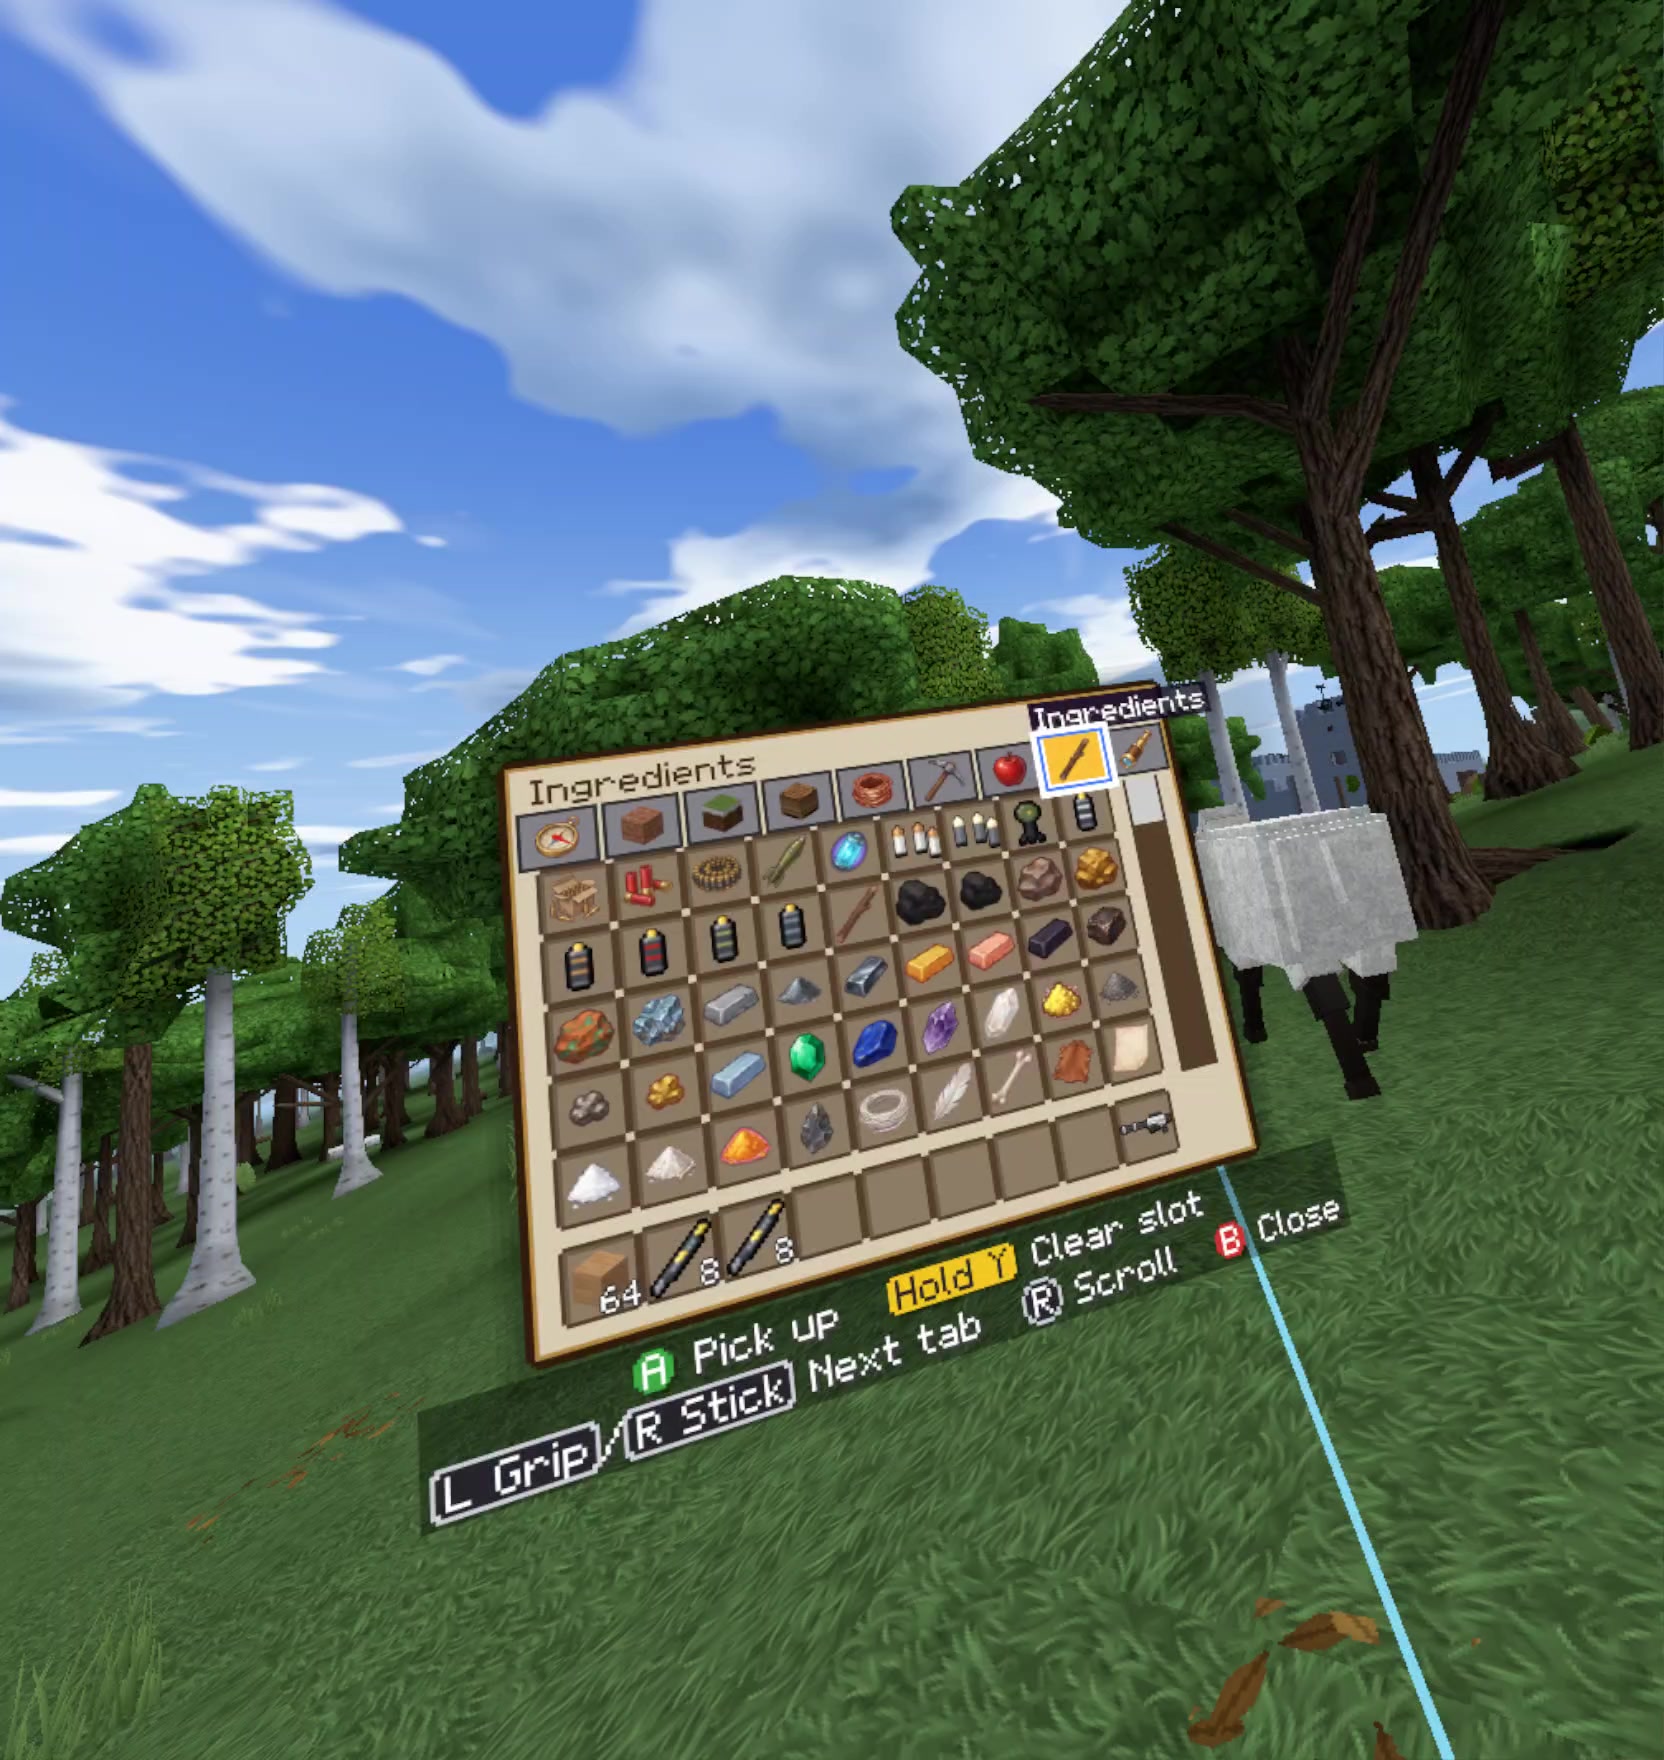 Ingredients
Ingredients
64
8
8
A Pick up
Hold Y Clear slot
L Grip/R Stick Next tab
R Scroll
B Close